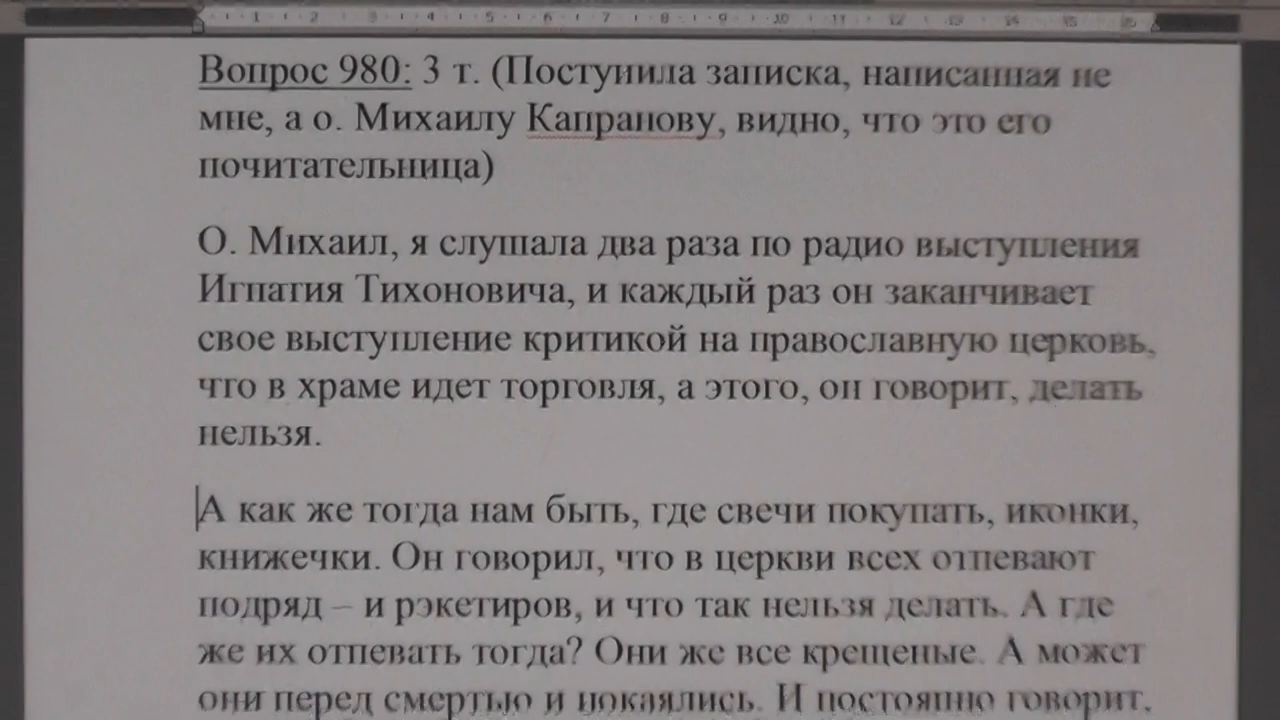 Вопрос 980: 3 т. (Поступила записка, написанная не
мне, а о. Михаилу Капранову, видно, что это его
почитательница)
О. Михаил, я слушала два раза по радио выступления
Игнатия Тихоновича, и каждый раз он заканчивает
свое выступление критикой на православную церковь,
что в храме идет торговля, а этого, он говорит, делать
нельзя.
А как же тогда нам быть, где свечи покупать, иконки,
книжечки. Он говорил, что в церкви всех отпевают
подряд – и рэкетиров, и что так нельзя делать. А где
же их отпевать тогда? Они же все крещеные. А может
они перед смертью и покаялись. И постоянно говорит,